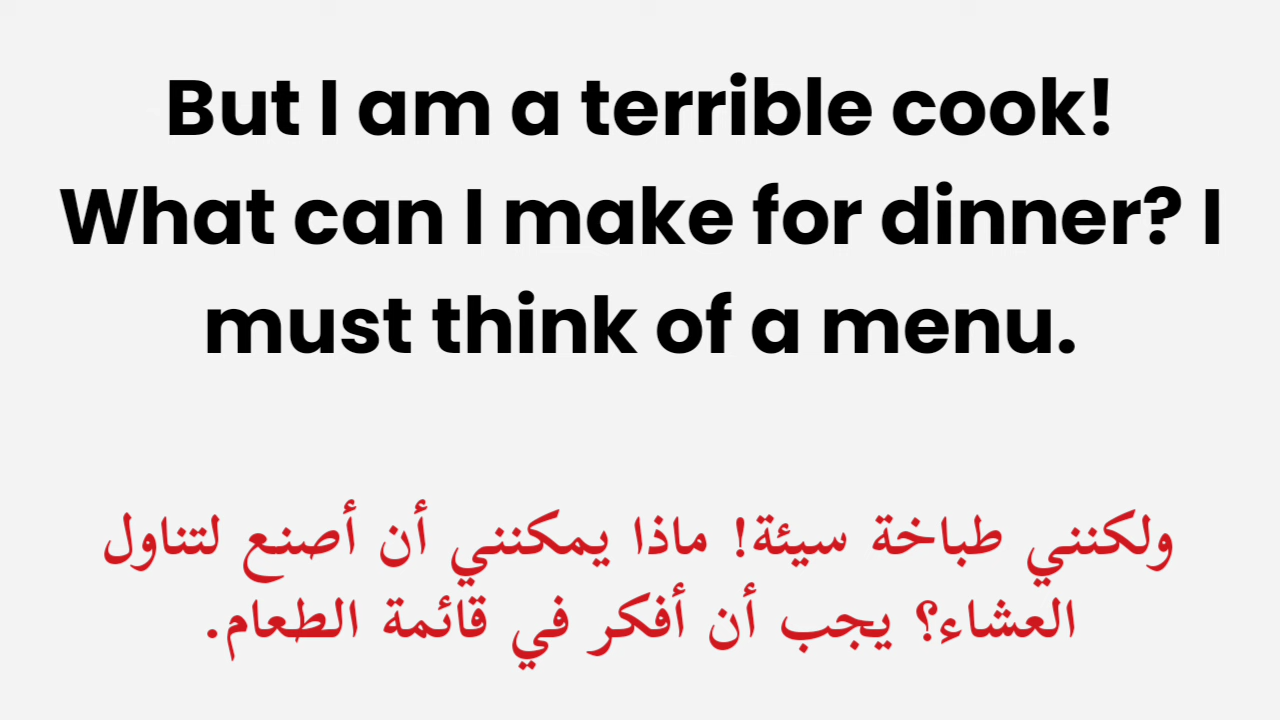 But I am a terrible cook!
What can I make for dinner? I
must think of a menu.
ولكنني طباخة سيئة! ماذا يمكنني أن أصنع لتناول
العشاء؟ يجب أن أفكر في قائمة الطعام.